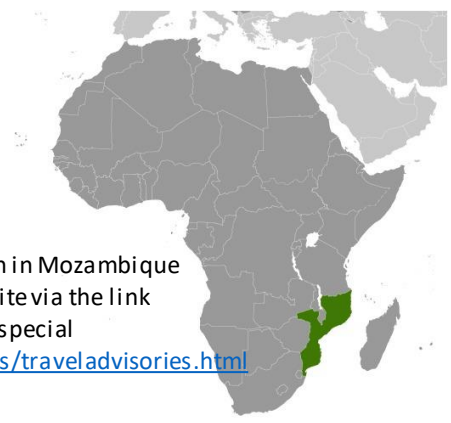 in Mozambique
ite via the link
special
s/traveladvisories.html